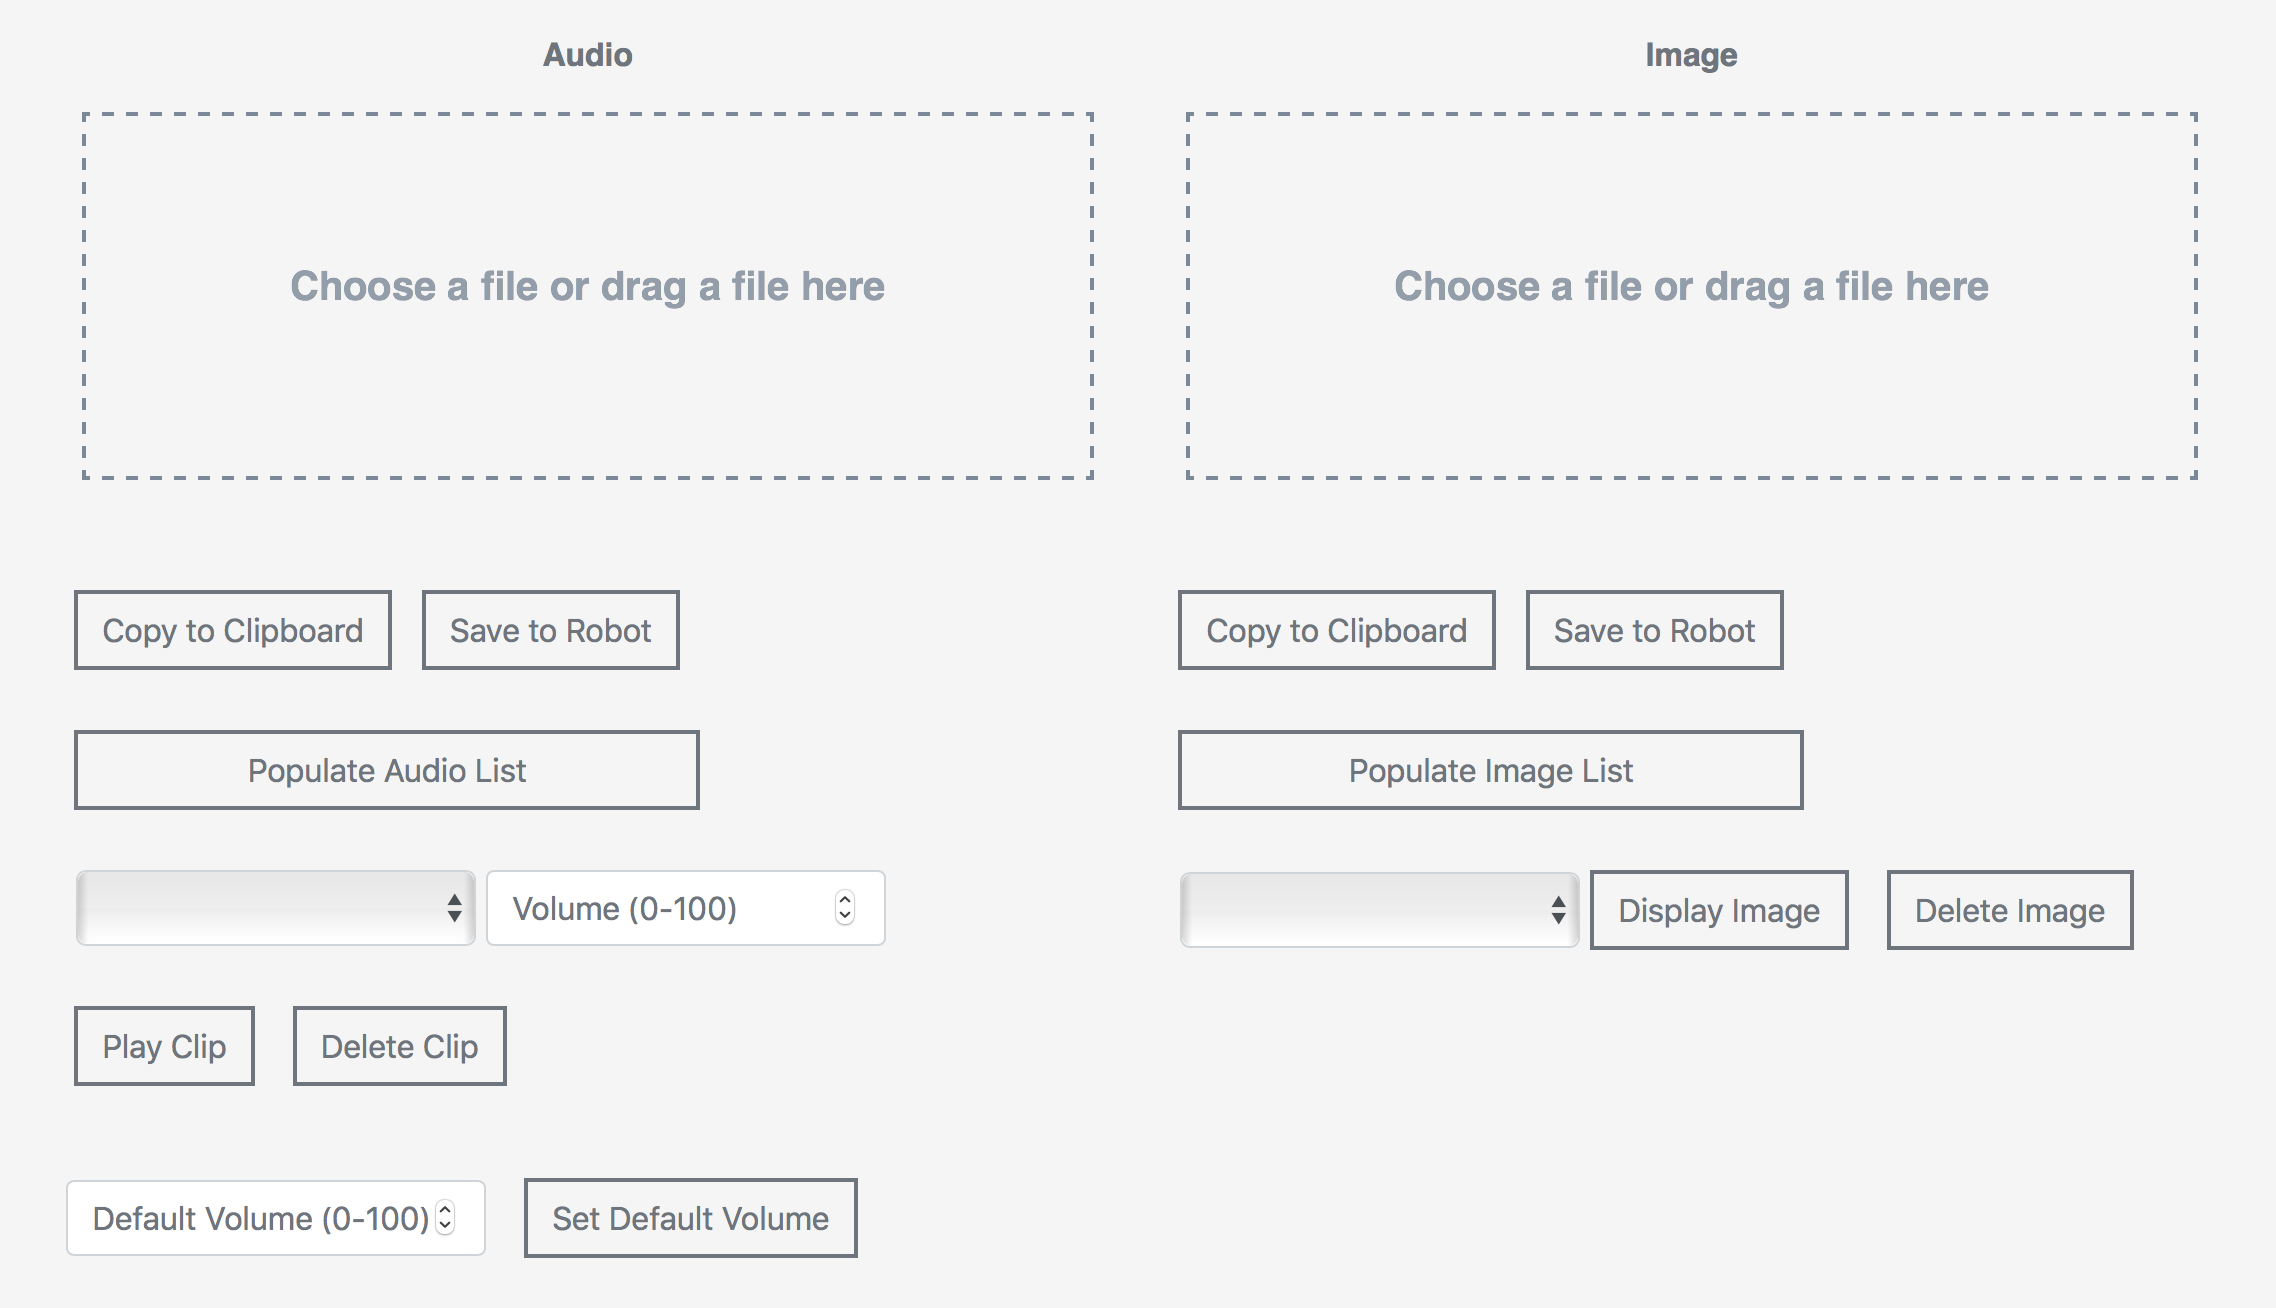 Audio
Choose a file or drag a file here
Copy to Clipboard
Save to Robot
Populate Audio List
Volume (0-100)
Play Clip
Delete Clip
Default Volume (0-100)
Set Default Volume
Image
Choose a file or drag a file here
Copy to Clipboard
Save to Robot
Populate Image List
Display Image
Delete Image